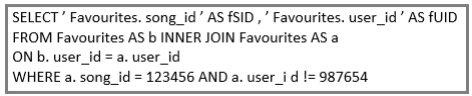 SELECT ’ Favourites. song_id ’ AS fSID , ’ Favourites. user_id ’ AS fUID
FROM Favourites AS b INNER JOIN Favourites AS a
ON b. user_id = a. user_id
WHERE a. song_id = 123456 AND a. user_i d != 987654